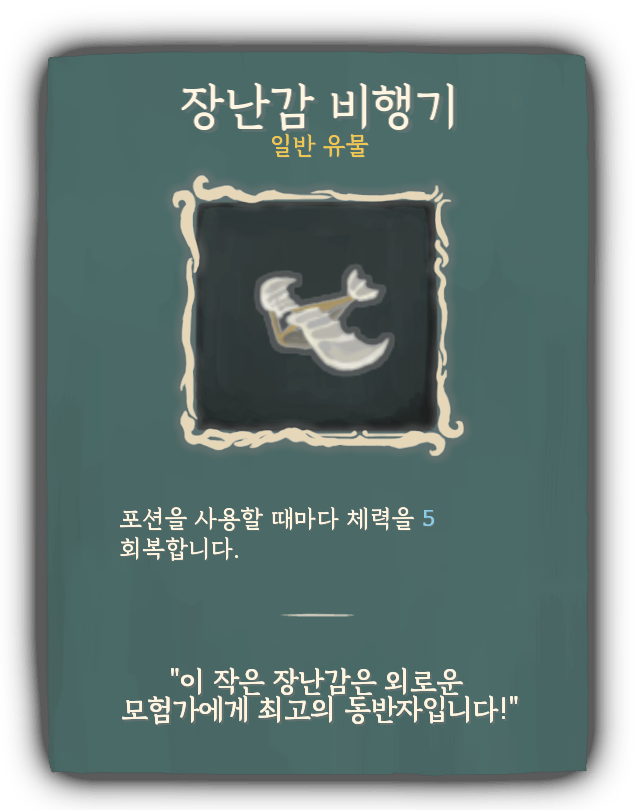 장난감 비행기
일반 유물
포션을 사용할 때마다 체력을 5
회복합니다.
"이 작은 장난감은 외로운
모험가에게 최고의 동반자입니다!"